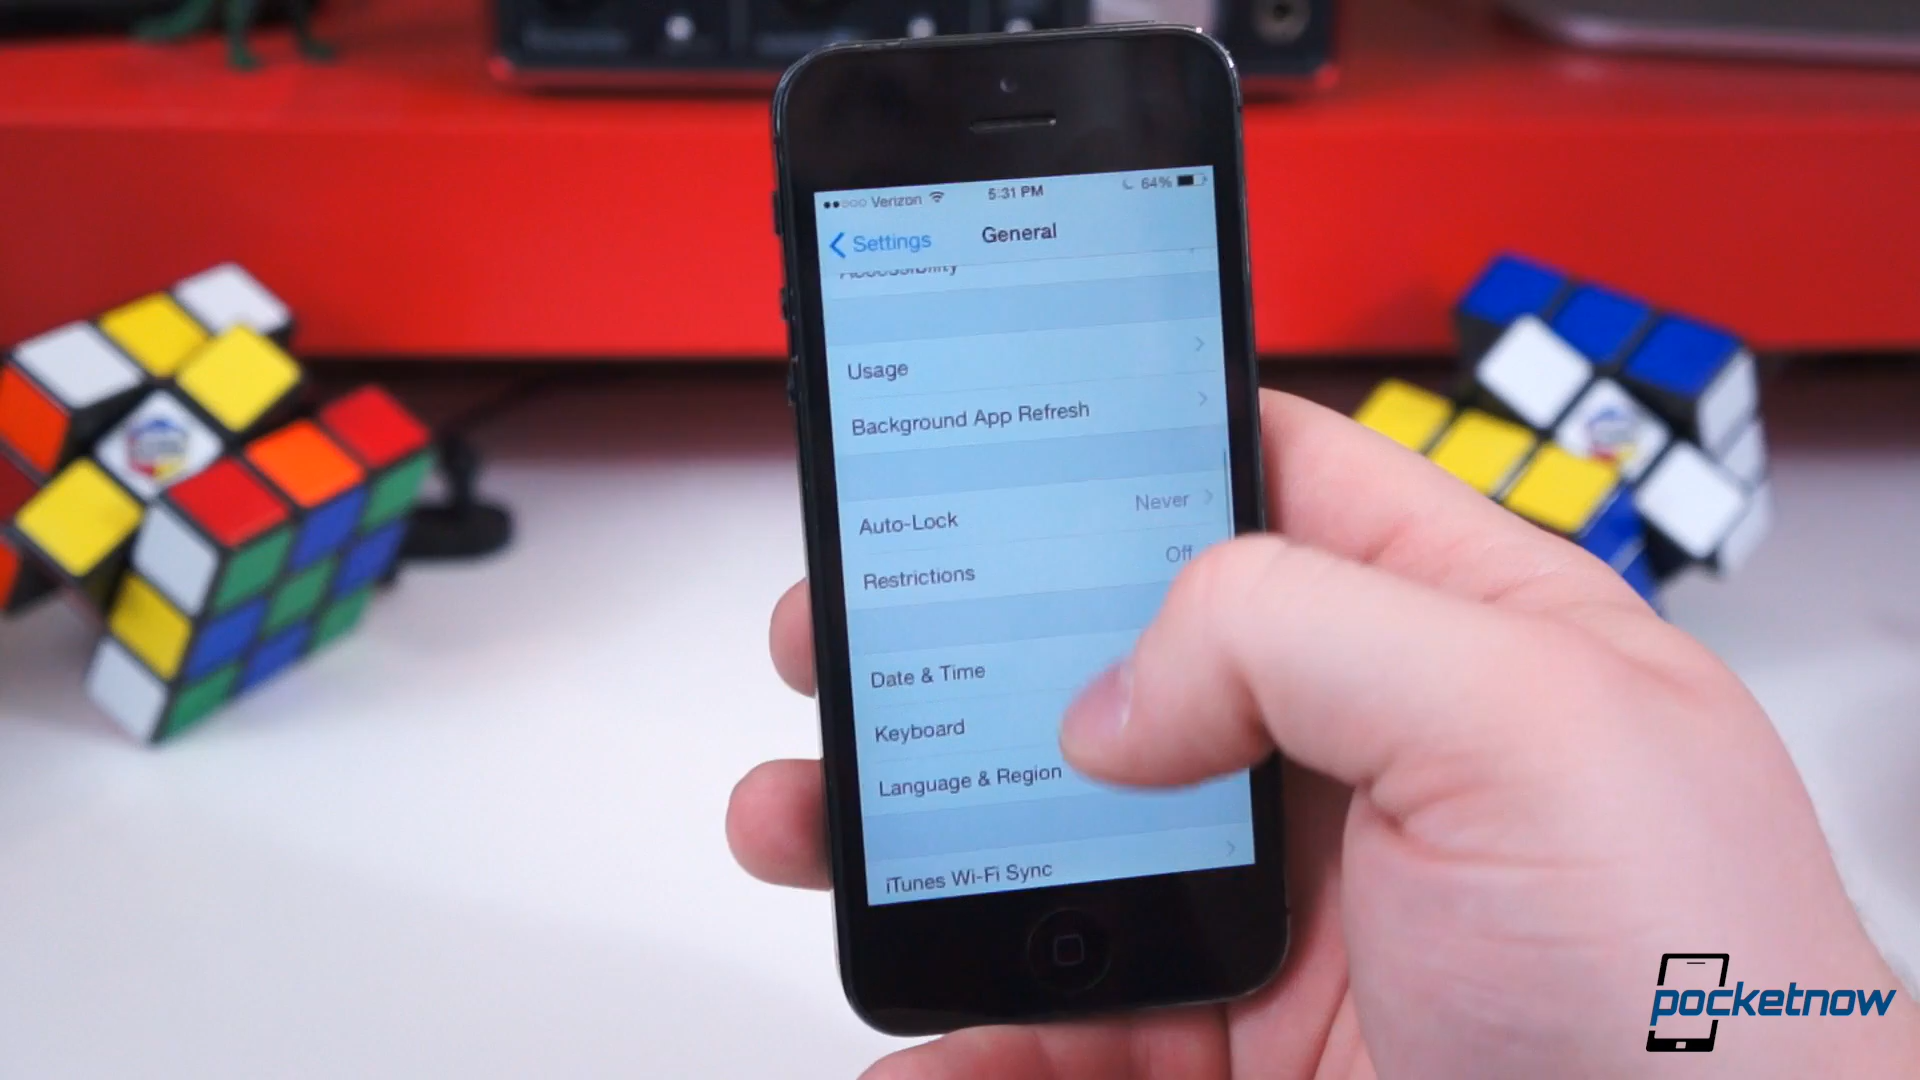 Verizon 5:31 PM 64%
Settings General
Accessibility
Usage
Background App Refresh
Auto-Lock Never
Restrictions Off
Date & Time
Keyboard
Language & Region
iTunes Wi-Fi Sync
pocketnow